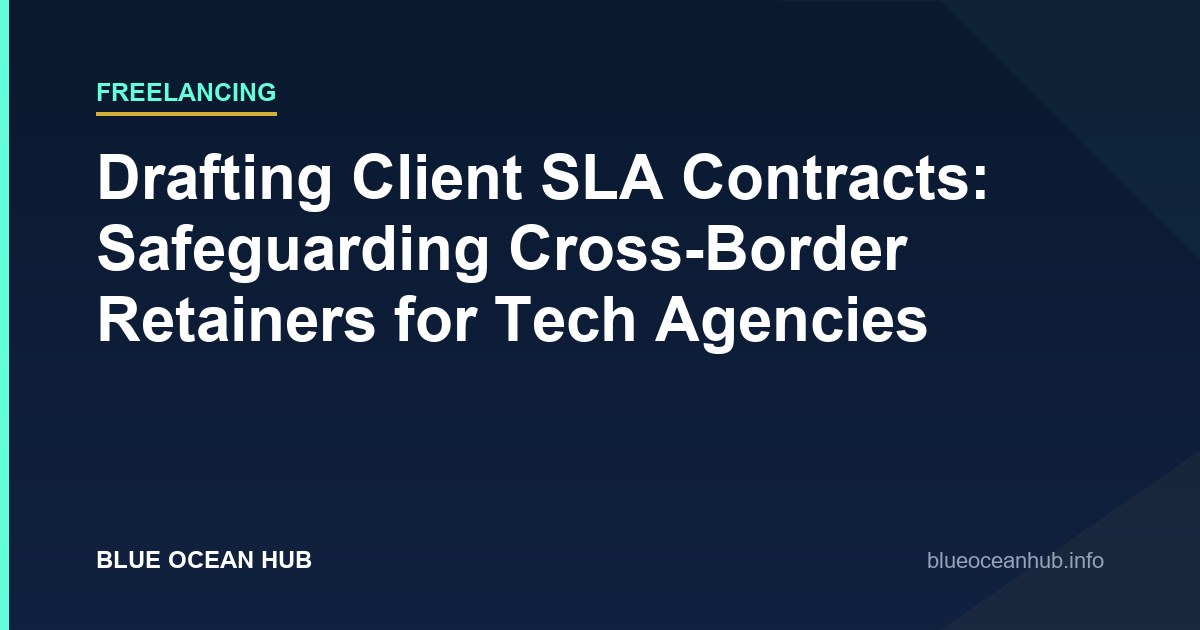 FREELANCING
Drafting Client SLA Contracts:
Safeguarding Cross-Border
Retainers for Tech Agencies
BLUE OCEAN HUB
blueoceanhub.info